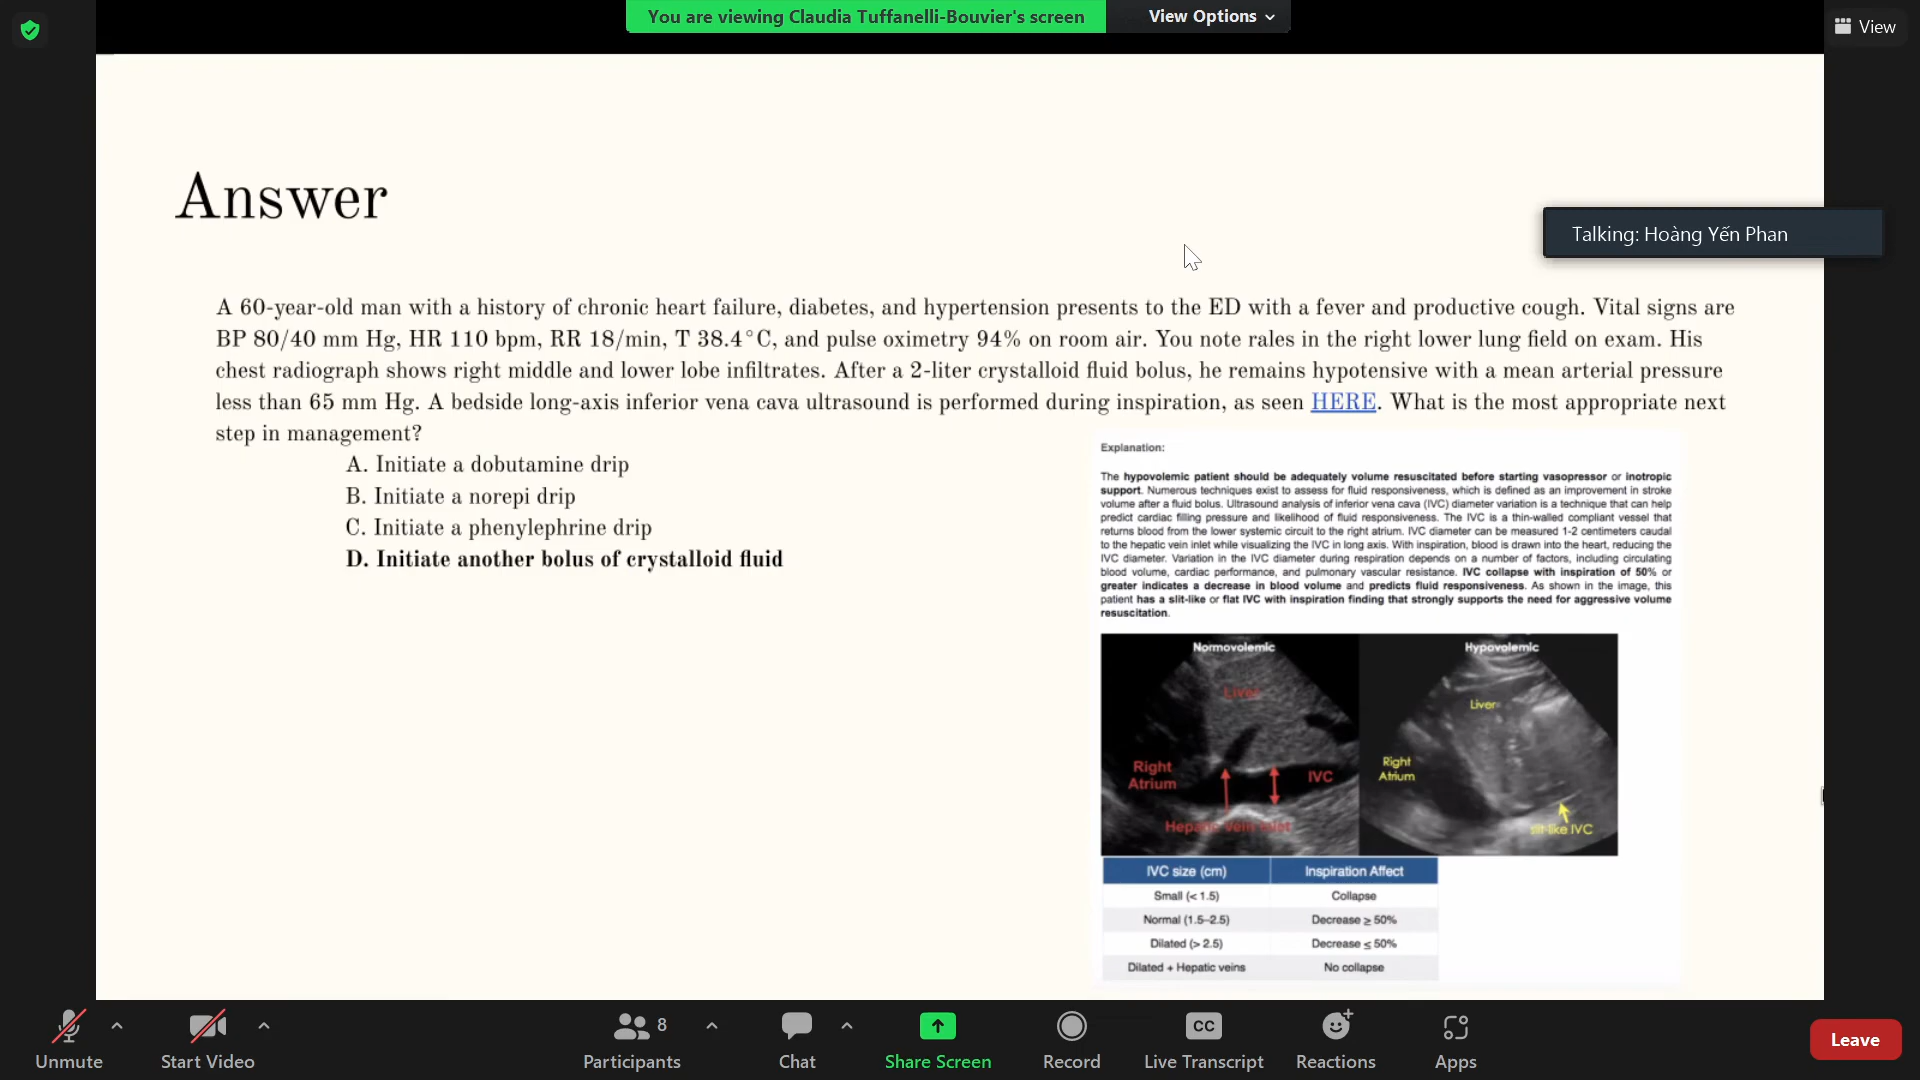 You are viewing Claudia Tuffanelli-Bouvier's screen
View Options
View
Answer
Talking: Hoàng Yến Phan
A 60-year-old man with a history of chronic heart failure, diabetes, and hypertension presents to the ED with a fever and productive cough. Vital signs are
BP 80/40 mm Hg, HR 110 bpm, RR 18/min, T 38.4°C, and pulse oximetry 94% on room air. You note rales in the right lower lung field on exam. His
chest radiograph shows right middle and lower lobe infiltrates. After a 2-liter crystalloid fluid bolus, he remains hypotensive with a mean arterial pressure
less than 65 mm Hg. A bedside long-axis inferior vena cava ultrasound is performed during inspiration, as seen HERE. What is the most appropriate next
step in management?
A. Initiate a dobutamine drip
B. Initiate a norepi drip
C. Initiate a phenylephrine drip
D. Initiate another bolus of crystalloid fluid
Explanation:
The hypovolemic patient should be adequately volume resuscitated before starting vasopressor or inotropic
support. Numerous techniques exist to assess for fluid responsiveness, which is defined as an improvement in stroke
volume after a fluid bolus. Ultrasound analysis of inferior vena cava (IVC) diameter variation is a technique that can help
predict cardiac filling pressure and likelihood of fluid responsiveness. The IVC is a thin-walled compliant vessel that
returns blood from the lower systemic circuit to the right atrium. IVC diameter can be measured 1-2 centimeters caudal
to the hepatic vein inlet while visualizing the IVC in long axis. With inspiration, blood is drawn into the heart, reducing the
IVC diameter. Variation in the IVC diameter during respiration depends on a number of factors, including circulating
blood volume, cardiac performance, and pulmonary vascular resistance. IVC collapse with inspiration of 50% or
greater indicates a decrease in blood volume and predicts fluid responsiveness. As shown in the image, this
patient has a slit-like or flat IVC with inspiration finding that strongly supports the need for aggressive volume
resuscitation.
Normovolemic
Liver
Right
Atrium
IVC
Hepatic Vein Inlet
Hypovolemic
Liver
Right
Atrium
slit-like IVC
IVC size (cm) Inspiration Affect
Small (< 1.5) Collapse
Normal (1.5–2.5) Decrease ≥ 50%
Dilated (> 2.5) Decrease ≤ 50%
Dilated + Hepatic veins No collapse
Unmute
Start Video
8
Participants
Chat
Share Screen
Record
CC
Live Transcript
Reactions
Apps
Leave